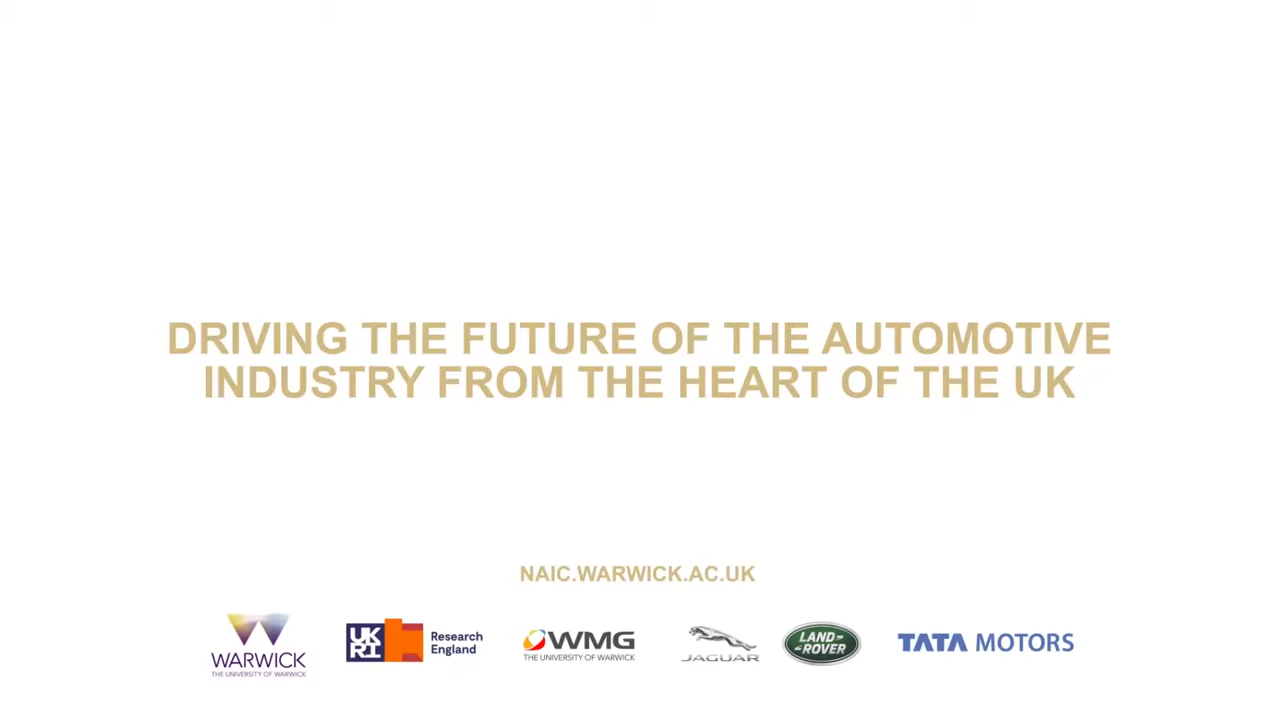 DRIVING THE FUTURE OF THE AUTOMOTIVE
INDUSTRY FROM THE HEART OF THE UK
NAIC.WARWICK.AC.UK
WARWICK
THE UNIVERSITY OF WARWICK
UK
RI
Research
England
WMG
THE UNIVERSITY OF WARWICK
JAGUAR
LAND
ROVER
TATA MOTORS